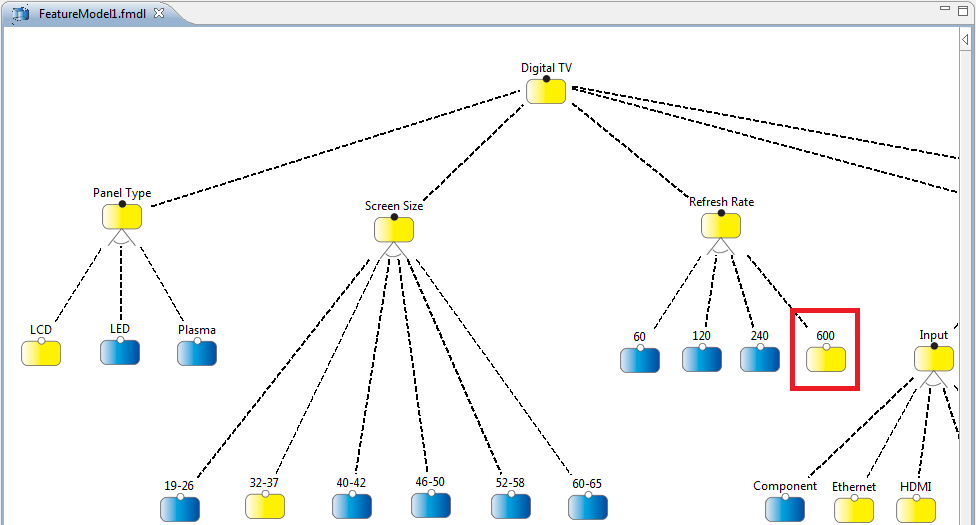 FeatureModel1.fmdl
Digital TV
Panel Type
Screen Size
Refresh Rate
LCD
LED
Plasma
60
120
240
600
Input
19-26
32-37
40-42
46-50
52-58
60-65
Component
Ethernet
HDMI